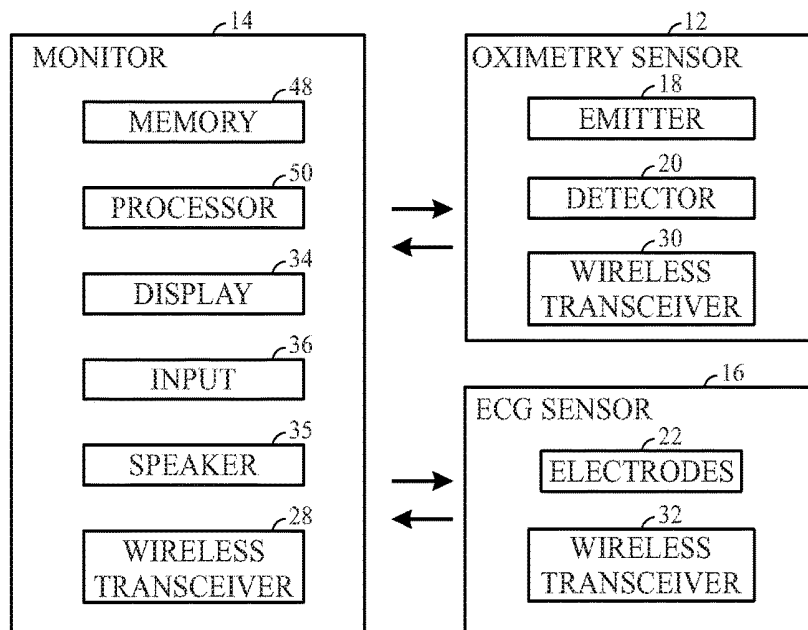 14
MONITOR
48
MEMORY
50
PROCESSOR
34
DISPLAY
36
INPUT
35
SPEAKER
28
WIRELESS
TRANSCEIVER
12
OXIMETRY SENSOR
18
EMITTER
20
DETECTOR
30
WIRELESS
TRANSCEIVER
16
ECG SENSOR
22
ELECTRODES
32
WIRELESS
TRANSCEIVER